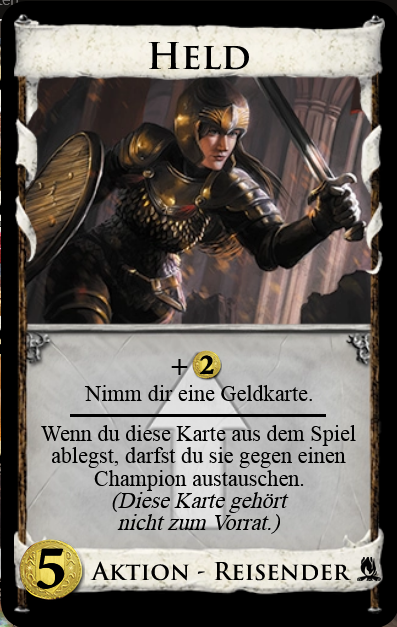 Held
+2
Nimm dir eine Geldkarte.
Wenn du diese Karte aus dem Spiel
ablegst, darfst du sie gegen einen
Champion austauschen.
(Diese Karte gehört
nicht zum Vorrat.)
5 Aktion - Reisender